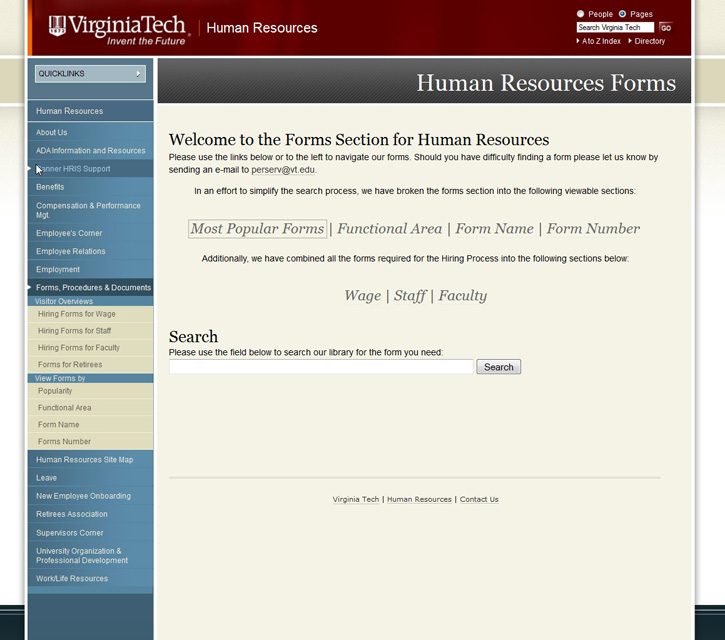 VirginiaTech
Invent the Future
Human Resources
People Pages
Search Virginia Tech GO
A to Z Index Directory
QUICKLINKS
Human Resources
About Us
ADA Information and Resources
anner HRIS Support
Benefits
Compensation & Performance
Mgt.
Employee's Corner
Employee Relations
Employment
Forms, Procedures & Documents
Visitor Overviews
Hiring Forms for Wage
Hiring Forms for Staff
Hiring Forms for Faculty
Forms for Retirees
View Forms by
Popularity
Functional Area
Form Name
Forms Number
Human Resources Site Map
Leave
New Employee Onboarding
Retirees Association
Supervisors Corner
University Organization &
Professional Development
Work/Life Resources
Human Resources Forms
Welcome to the Forms Section for Human Resources
Please use the links below or to the left to navigate our forms. Should you have difficulty finding a form please let us know by
sending an e-mail to perserv@vt.edu.
In an effort to simplify the search process, we have broken the forms section into the following viewable sections:
Most Popular Forms | Functional Area | Form Name | Form Number
Additionally, we have combined all the forms required for the Hiring Process into the following sections below:
Wage | Staff | Faculty
Search
Please use the field below to search our library for the form you need:
Search
Virginia Tech | Human Resources | Contact Us